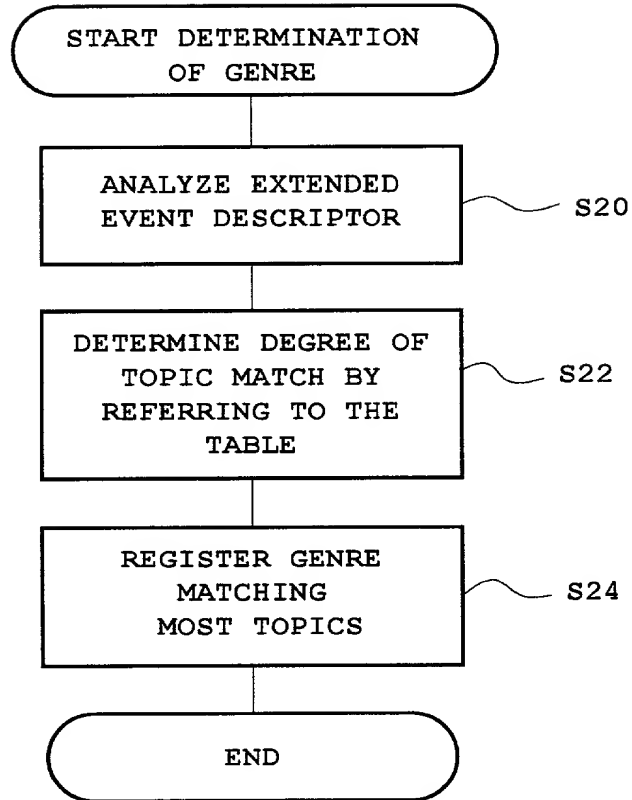 START DETERMINATION
OF GENRE
ANALYZE EXTENDED
EVENT DESCRIPTOR
S20
DETERMINE DEGREE OF
TOPIC MATCH BY
REFERRING TO THE
TABLE
S22
REGISTER GENRE
MATCHING
MOST TOPICS
S24
END